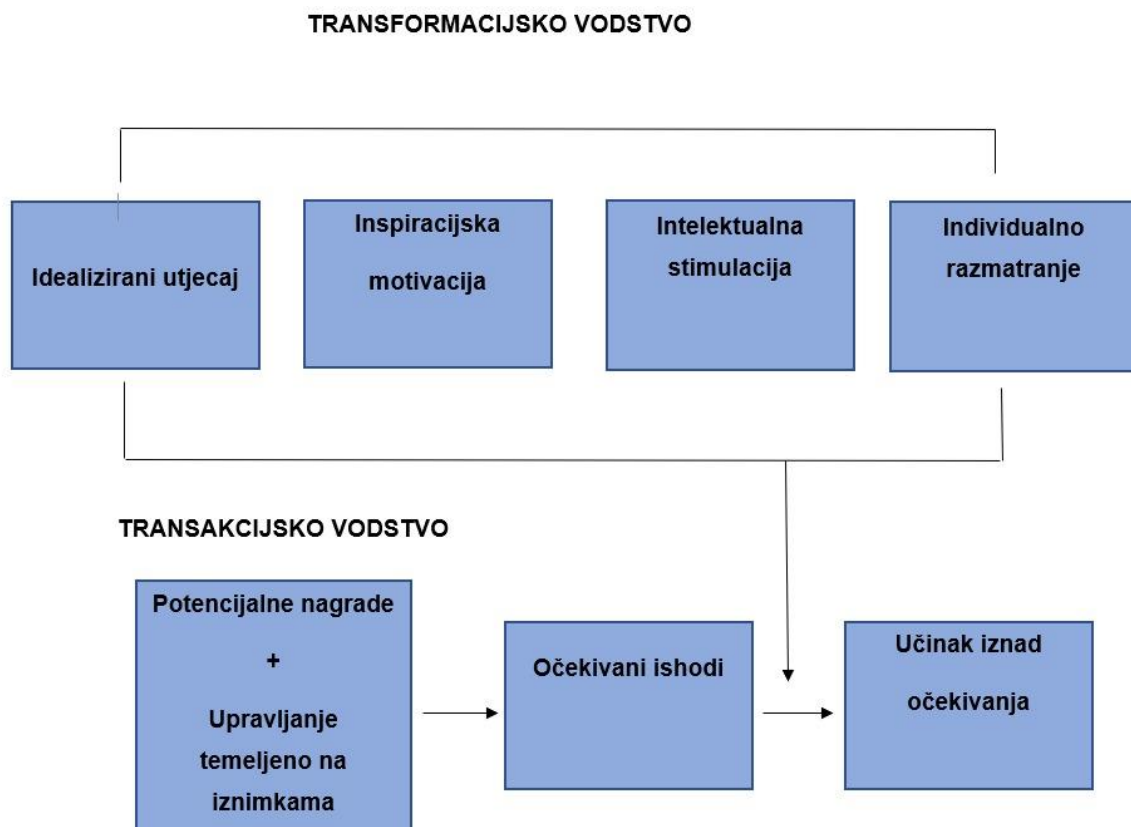 TRANSFORMACIJSKO VODSTVO
Idealizirani utjecaj
Inspiracijska
motivacija
Intelektualna
stimulacija
Individualno
razmatranje
TRANSAKCIJSKO VODSTVO
Potencijalne nagrade
+
Upravljanje
temeljeno na
iznimkama
Očekivani ishodi
Učinak iznad
očekivanja